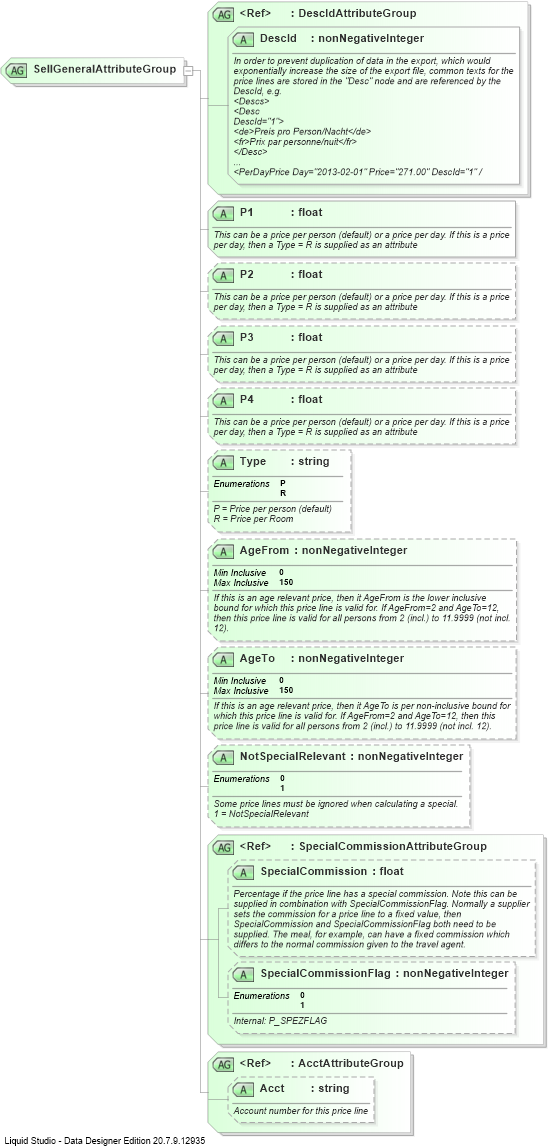 AG <Ref> : DescIdAttributeGroup
A DescId : nonNegativeInteger
In order to prevent duplication of data in the export, which would
exponentially increase the size of the export file, common texts for the
price lines are stored in the "Desc" node and are referenced by the
DescId, e.g.
<Descs>
<Desc
DescId="1">
<de>Preis pro Person/Nacht</de>
<fr>Prix par personne/nuit</fr>
</Desc>
...
<PerDayPrice Day="2013-02-01" Price="271.00" DescId="1" /
AG SellGeneralAttributeGroup
A P1 : float
This can be a price per person (default) or a price per day. If this is a price
per day, then a Type = R is supplied as an attribute
A P2 : float
This can be a price per person (default) or a price per day. If this is a price
per day, then a Type = R is supplied as an attribute
A P3 : float
This can be a price per person (default) or a price per day. If this is a price
per day, then a Type = R is supplied as an attribute
A P4 : float
This can be a price per person (default) or a price per day. If this is a price
per day, then a Type = R is supplied as an attribute
A Type : string
Enumerations P
R
P = Price per person (default)
R = Price per Room
A AgeFrom : nonNegativeInteger
Min Inclusive 0
Max Inclusive 150
If this is an age relevant price, then it AgeFrom is the lower inclusive
bound for which this price line is valid for. If AgeFrom=2 and AgeTo=12,
then this price line is valid for all persons from 2 (incl.) to 11.9999 (not incl.
12).
A AgeTo : nonNegativeInteger
Min Inclusive 0
Max Inclusive 150
If this is an age relevant price, then it AgeTo is per non-inclusive bound for
which this price line is valid for. If AgeFrom=2 and AgeTo=12, then this
price line is valid for all persons from 2 (incl.) to 11.9999 (not incl. 12).
A NotSpecialRelevant : nonNegativeInteger
Enumerations 0
1
Some price lines must be ignored when calculating a special.
1 = NotSpecialRelevant
AG <Ref> : SpecialCommissionAttributeGroup
A SpecialCommission : float
Percentage if the price line has a special commission. Note this can be
supplied in combination with SpecialCommissionFlag. Normally a supplier
sets the commission for a price line to a fixed value, then
SpecialCommission and SpecialCommissionFlag both need to be
supplied. The meal, for example, can have a fixed commission which
differs to the normal commission given to the travel agent.
A SpecialCommissionFlag : nonNegativeInteger
Enumerations 0
1
Internal: P_SPEZFLAG
AG <Ref> : AcctAttributeGroup
A Acct : string
Account number for this price line
Liquid Studio - Data Designer Edition 20.7.9.12935